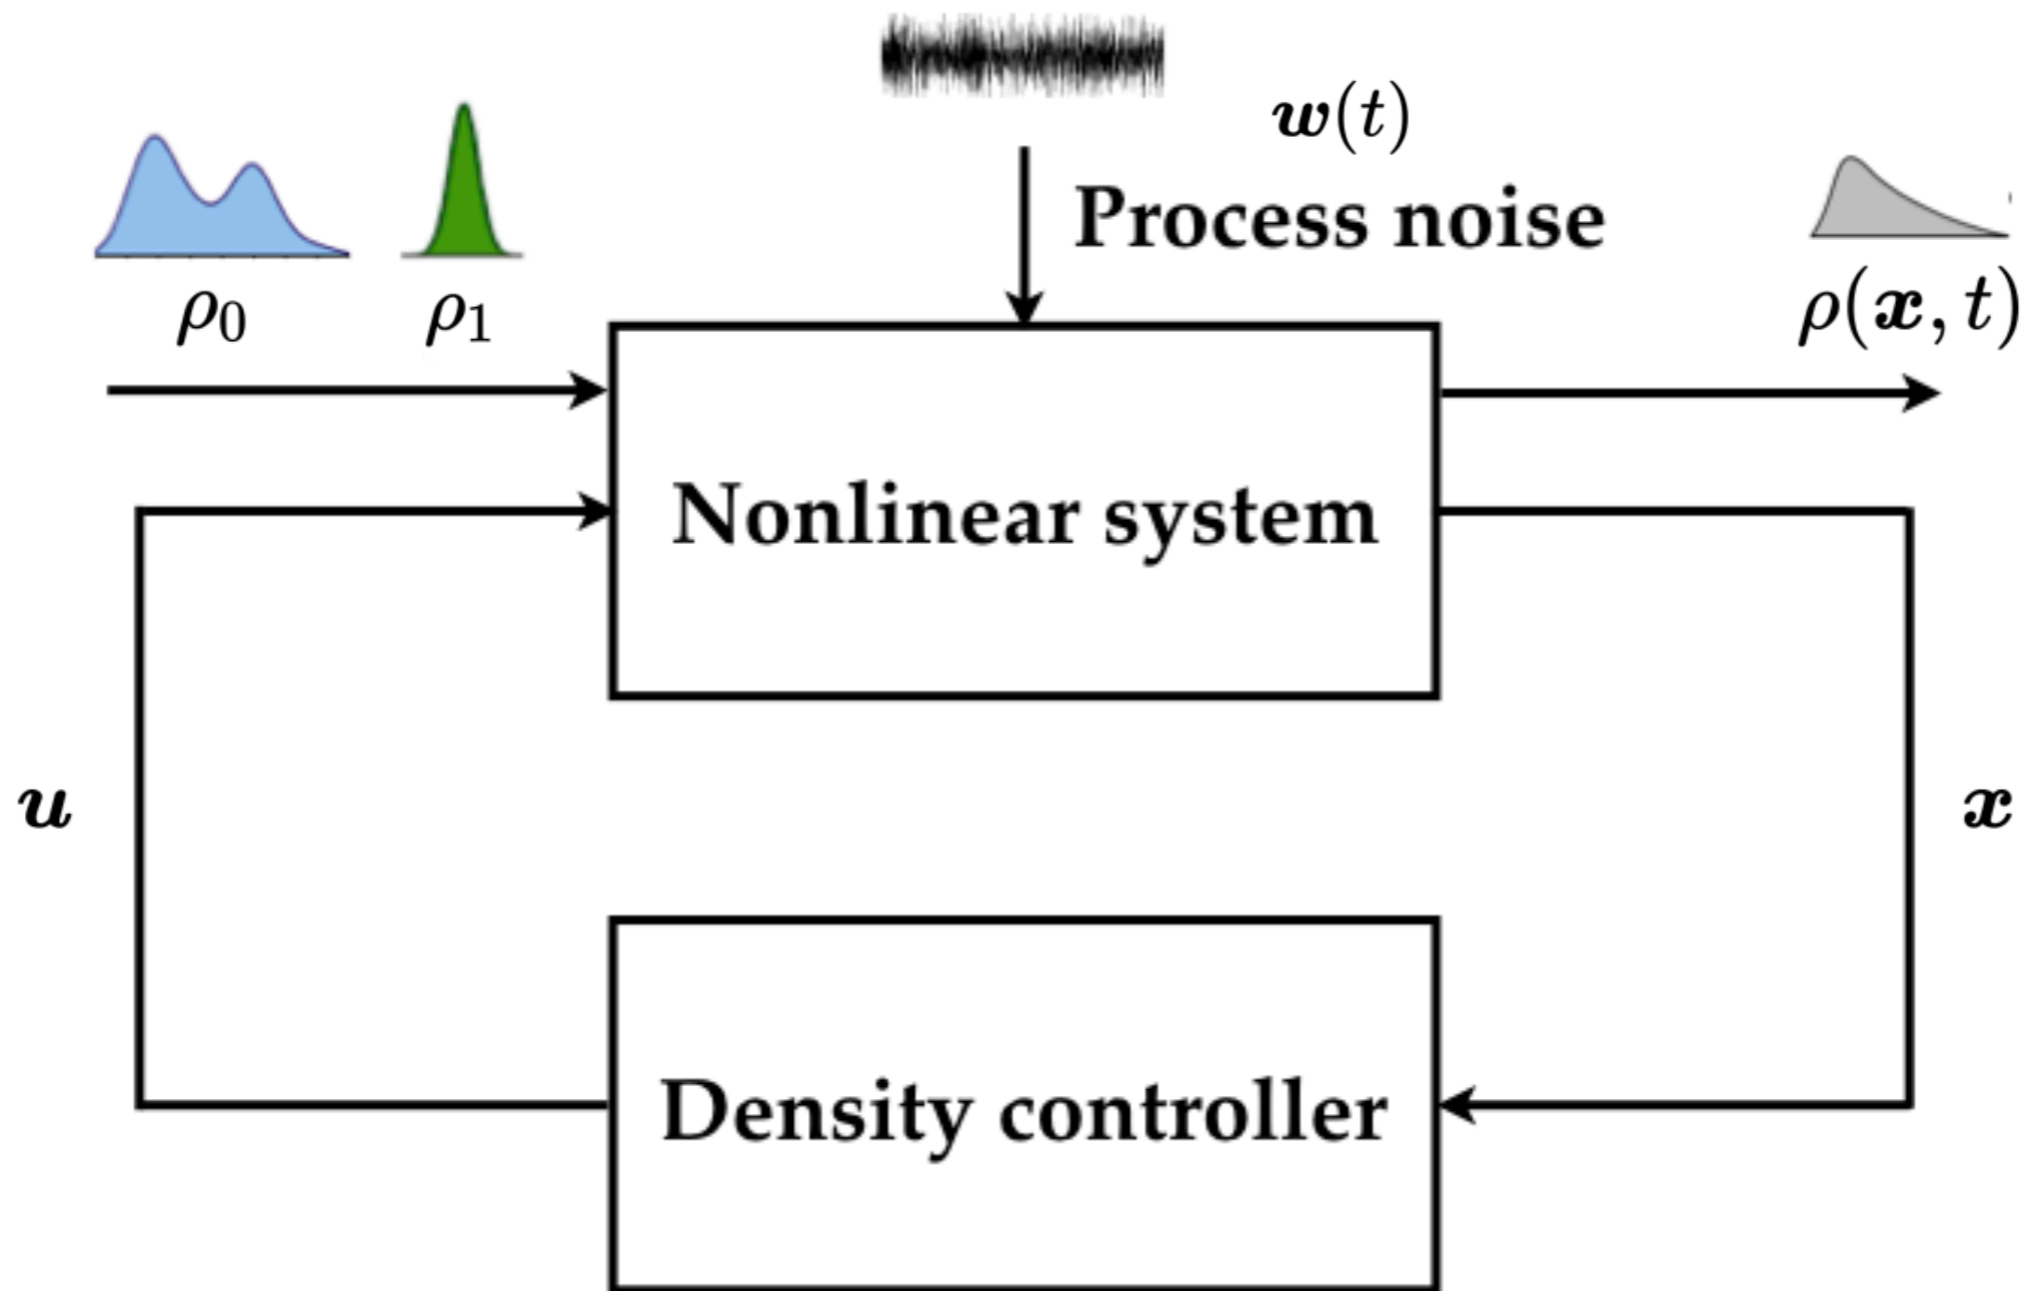 w(t)
Process noise
ρ₀ ρ₁
ρ(x, t)
Nonlinear system
u
x
Density controller